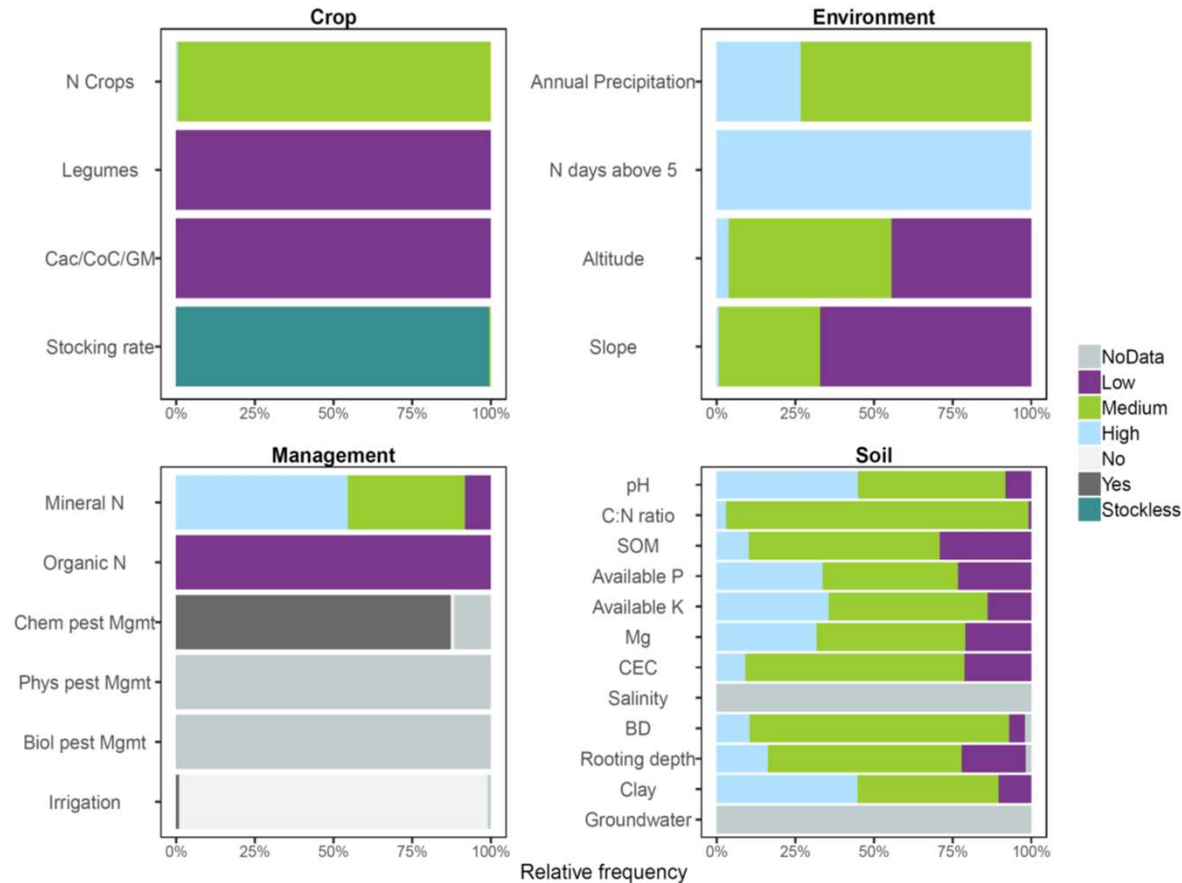 Crop
N Crops
Legumes
Cac/CoC/GM
Stocking rate
0% 25% 50% 75% 100%
Environment
Annual Precipitation
N days above 5
Altitude
Slope
0% 25% 50% 75% 100%
Management
Mineral N
Organic N
Chem pest Mgmt
Phys pest Mgmt
Biol pest Mgmt
Irrigation
0% 25% 50% 75% 100%
Soil
pH
C:N ratio
SOM
Available P
Available K
Mg
CEC
Salinity
BD
Rooting depth
Clay
Groundwater
0% 25% 50% 75% 100%
Relative frequency
NoData
Low
Medium
High
No
Yes
Stockless